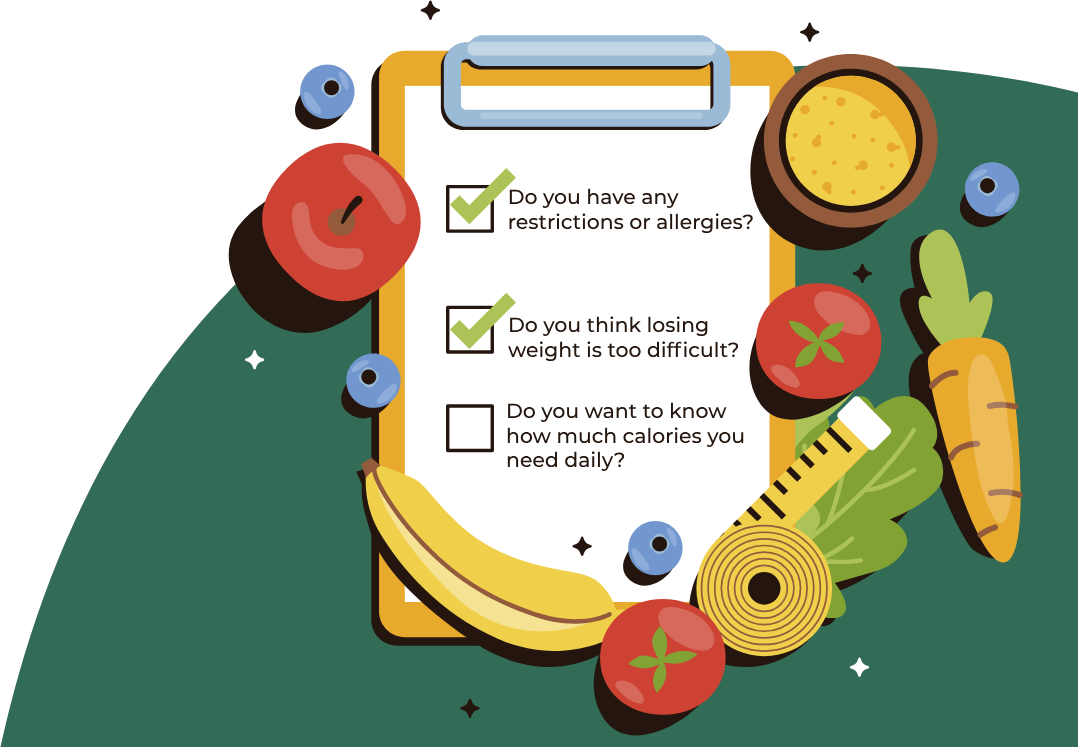 Do you have any
restrictions or allergies?
Do you think losing
weight is too difficult?
Do you want to know
how much calories you
need daily?